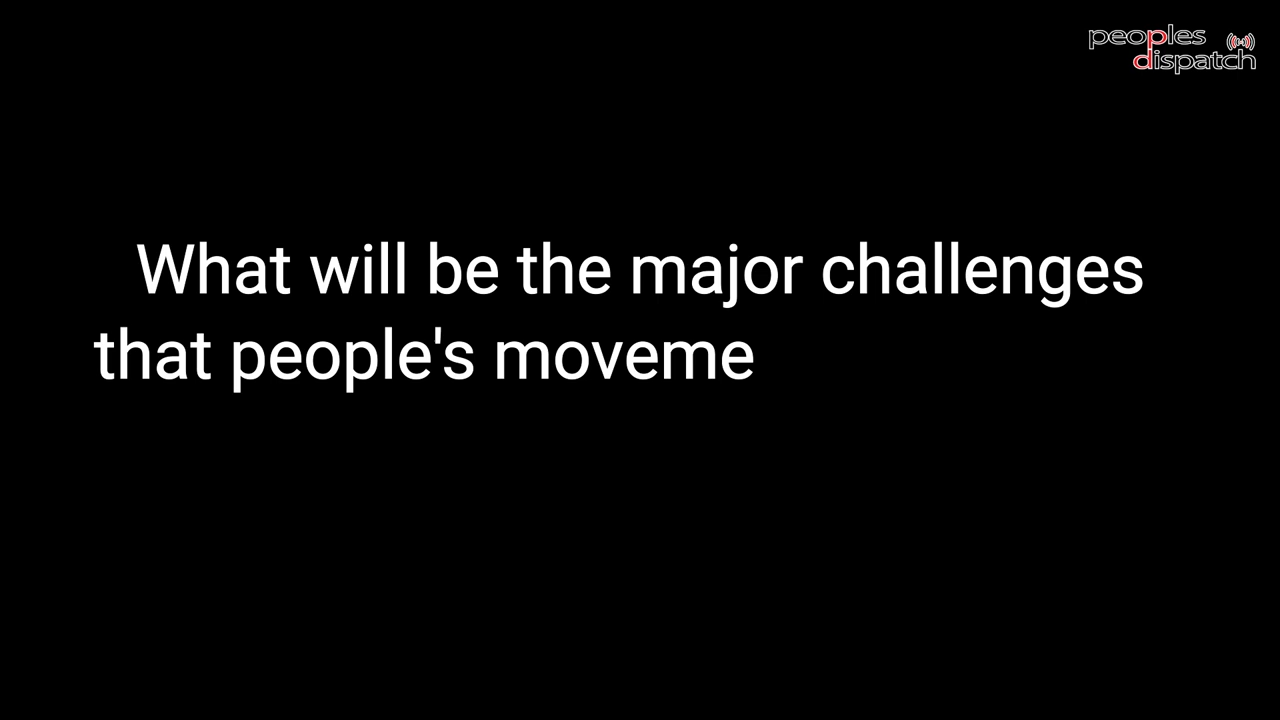 peoples
dispatch
What will be the major challenges
that people's moveme